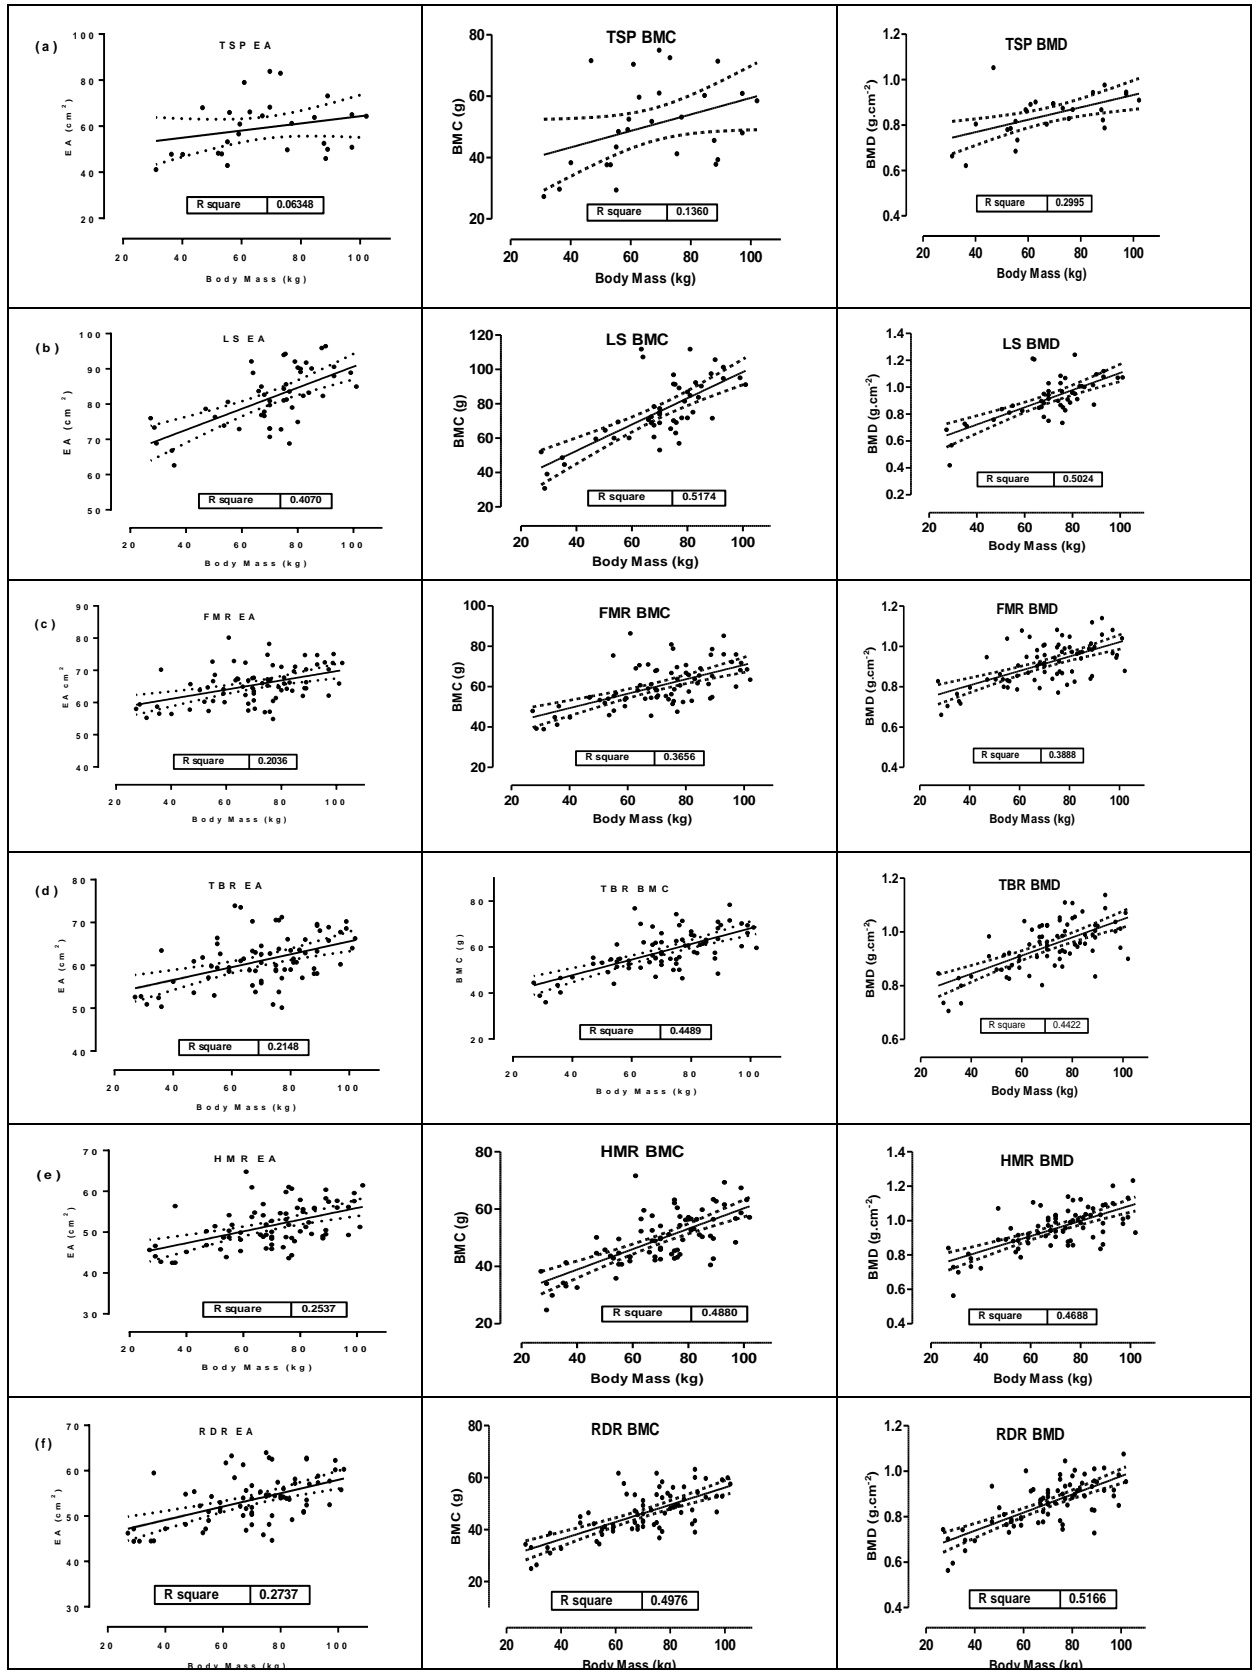 (a)
TSP EA
EA (cm²)
100
80
60
40
20
R square 0.06348
20 40 60 80 100
Body Mass (kg)
TSP BMC
BMC (g)
80
60
40
20
R square 0.1360
20 40 60 80 100
Body Mass (kg)
TSP BMD
BMD (g.cm⁻²)
1.2
1.0
0.8
0.6
0.4
R square 0.2995
20 40 60 80 100
Body Mass (kg)
(b)
LS EA
EA (cm²)
100
90
80
70
60
50
R square 0.4070
20 40 60 80 100
Body Mass (kg)
LS BMC
BMC (g)
120
100
80
60
40
20
R square 0.5174
20 40 60 80 100
Body Mass (kg)
LS BMD
BMD (g.cm⁻²)
1.4
1.2
1.0
0.8
0.6
0.4
0.2
R square 0.5024
20 40 60 80 100
Body Mass (kg)
(c)
FMR EA
EA cm²
90
80
70
60
50
40
R square 0.2036
20 40 60 80 100
Body Mass (kg)
FMR BMC
BMC (g)
100
80
60
40
20
R square 0.3656
20 40 60 80 100
Body Mass (kg)
FMR BMD
BMD (g.cm⁻²)
1.2
1.0
0.8
0.6
0.4
R square 0.3888
20 40 60 80 100
Body Mass (kg)
(d)
TBR EA
EA (cm²)
80
70
60
50
40
R square 0.2148
20 40 60 80 100
Body Mass (kg)
TBR BMC
BMC (g)
80
60
40
20
R square 0.4489
20 40 60 80 100
Body Mass (kg)
TBR BMD
BMD (g.cm⁻²)
1.2
1.0
0.8
0.6
R square 0.4422
20 40 60 80 100
Body Mass (kg)
(e)
HMR EA
EA (cm²)
70
60
50
40
30
R square 0.2537
20 40 60 80 100
Body Mass (kg)
HMR BMC
BMC (g)
80
60
40
20
R square 0.4880
20 40 60 80 100
Body Mass (kg)
HMR BMD
BMD (g.cm⁻²)
1.4
1.2
1.0
0.8
0.6
0.4
R square 0.4688
20 40 60 80 100
Body Mass (kg)
(f)
RDR EA
EA (cm²)
70
60
50
40
30
R square 0.2737
20 40 60 80 100
Body Mass (kg)
RDR BMC
BMC (g)
80
60
40
20
R square 0.4976
20 40 60 80 100
Body Mass (kg)
RDR BMD
BMD (g.cm⁻²)
1.2
1.0
0.8
0.6
0.4
R square 0.5166
20 40 60 80 100
Body Mass (kg)